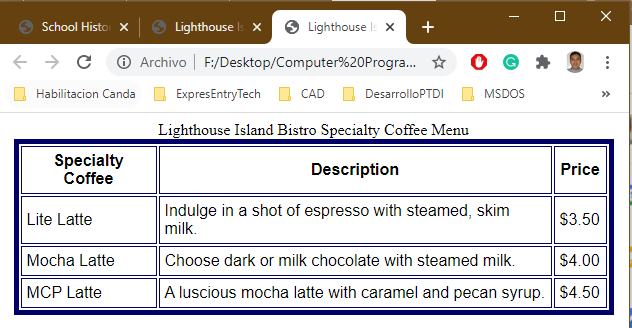 School Histor
Lighthouse Is
Lighthouse Is
Archivo
F:/Desktop/Computer%20Progra...
Habilitacion Canda
ExpresEntryTech
CAD
DesarrolloPTDI
MSDOS
Lighthouse Island Bistro Specialty Coffee Menu
Specialty
Coffee
Description
Price
Lite Latte
Indulge in a shot of espresso with steamed, skim
milk.
$3.50
Mocha Latte
Choose dark or milk chocolate with steamed milk.
$4.00
MCP Latte
A luscious mocha latte with caramel and pecan syrup.
$4.50